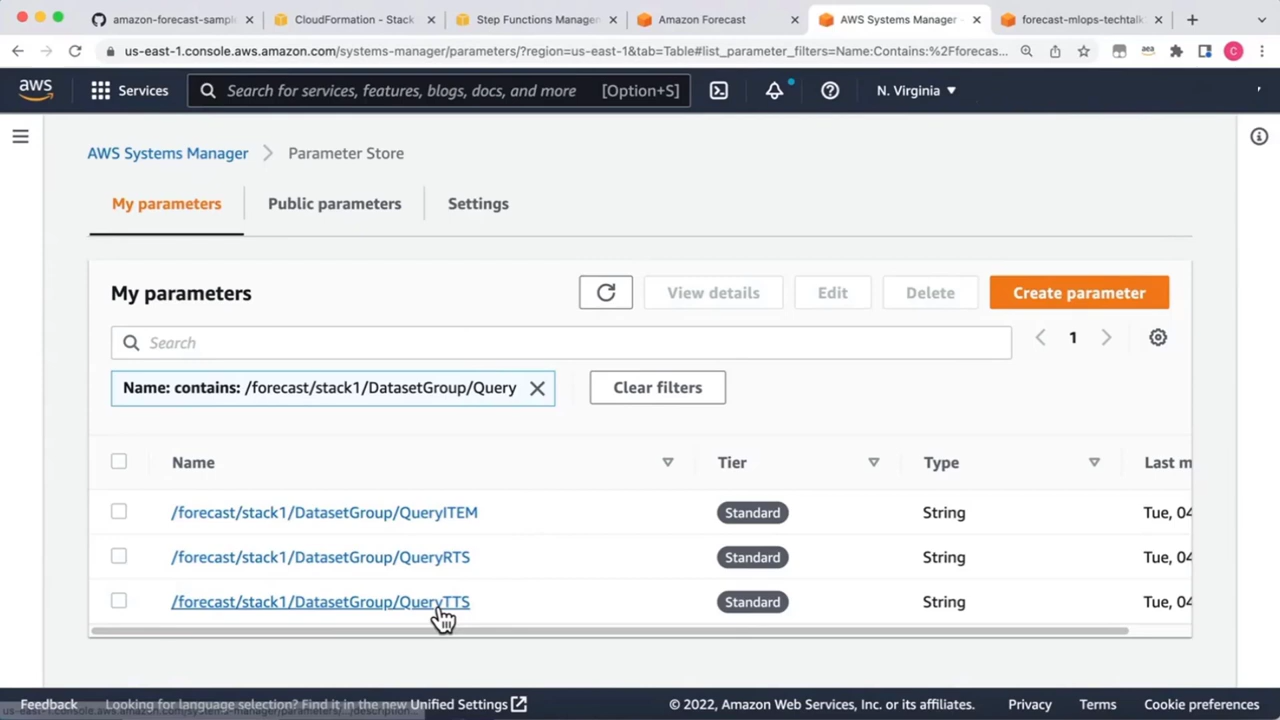 amazon-forecast-sampl
CloudFormation - Stack
Step Functions Manage
Amazon Forecast
AWS Systems Manager -
forecast-mlops-techtalk
us-east-1.console.aws.amazon.com/systems-manager/parameters/?region=us-east-1&tab=Table#list_parameter_filters=Name:Contains:%2Fforecas...
aws
Services
Search for services, features, blogs, docs, and more
[Option+S]
N. Virginia
AWS Systems Manager
Parameter Store
My parameters
Public parameters
Settings
My parameters
View details
Edit
Delete
Create parameter
Search
1
Name: contains: /forecast/stack1/DatasetGroup/Query
Clear filters
Name
Tier
Type
Last m
/forecast/stack1/DatasetGroup/QueryITEM
Standard
String
Tue, 04
/forecast/stack1/DatasetGroup/QueryRTS
Standard
String
Tue, 04
/forecast/stack1/DatasetGroup/QueryTTS
Standard
String
Tue, 04
Feedback
Looking for language selection? Find it in the new Unified Settings
© 2022, Amazon Web Services, Inc. or its affiliates.
Privacy
Terms
Cookie preferences